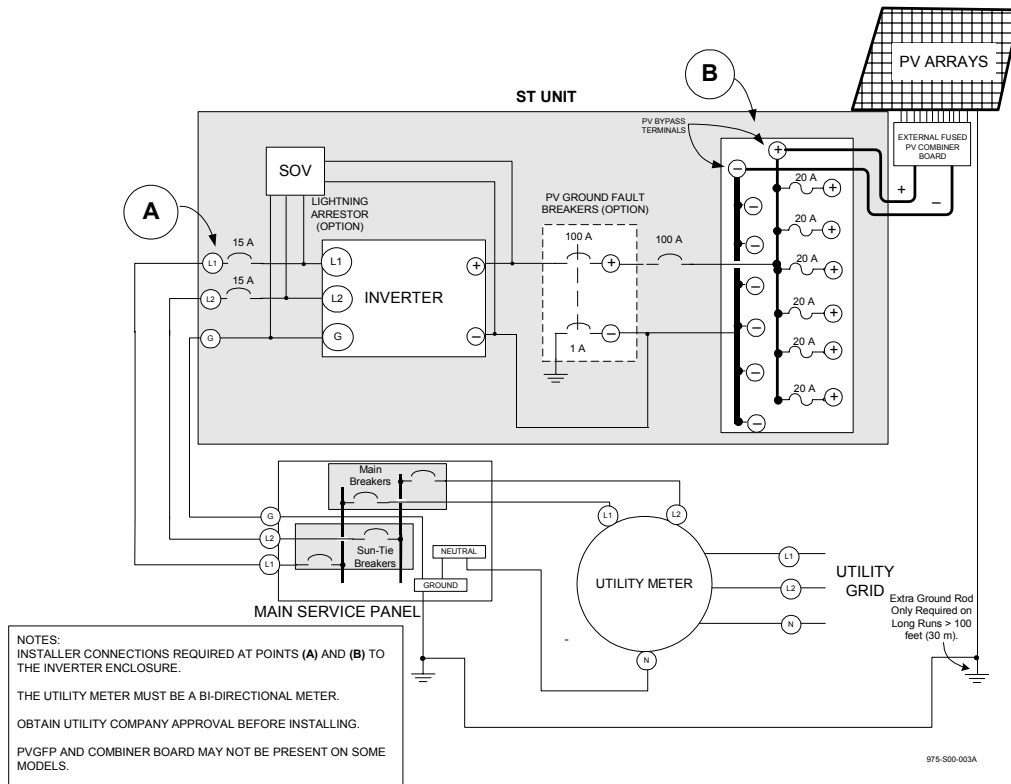 PV ARRAYS
B
ST UNIT
PV BYPASS
TERMINALS
EXTERNAL FUSED
PV COMBINER
BOARD
+
–
SOV
LIGHTNING
ARRESTOR
(OPTION)
PV GROUND FAULT
BREAKERS (OPTION)
A
L1
15 A
L2
15 A
G
L1
L2
G
INVERTER
+
–
100 A
+
100 A
–
1 A
+
–
–
–
–
–
–
–
20 A
+
20 A
+
20 A
+
20 A
+
20 A
+
20 A
+
Main
Breakers
G
L2
L1
Sun-Tie
Breakers
NEUTRAL
GROUND
MAIN SERVICE PANEL
L1
L2
UTILITY METER
L1
L2
N
N
UTILITY
GRID
Extra Ground Rod
Only Required on
Long Runs > 100
feet (30 m).
-
NOTES:
INSTALLER CONNECTIONS REQUIRED AT POINTS (A) AND (B) TO
THE INVERTER ENCLOSURE.
THE UTILITY METER MUST BE A BI-DIRECTIONAL METER.
OBTAIN UTILITY COMPANY APPROVAL BEFORE INSTALLING.
PVGFP AND COMBINER BOARD MAY NOT BE PRESENT ON SOME
MODELS.
975-S00-003A